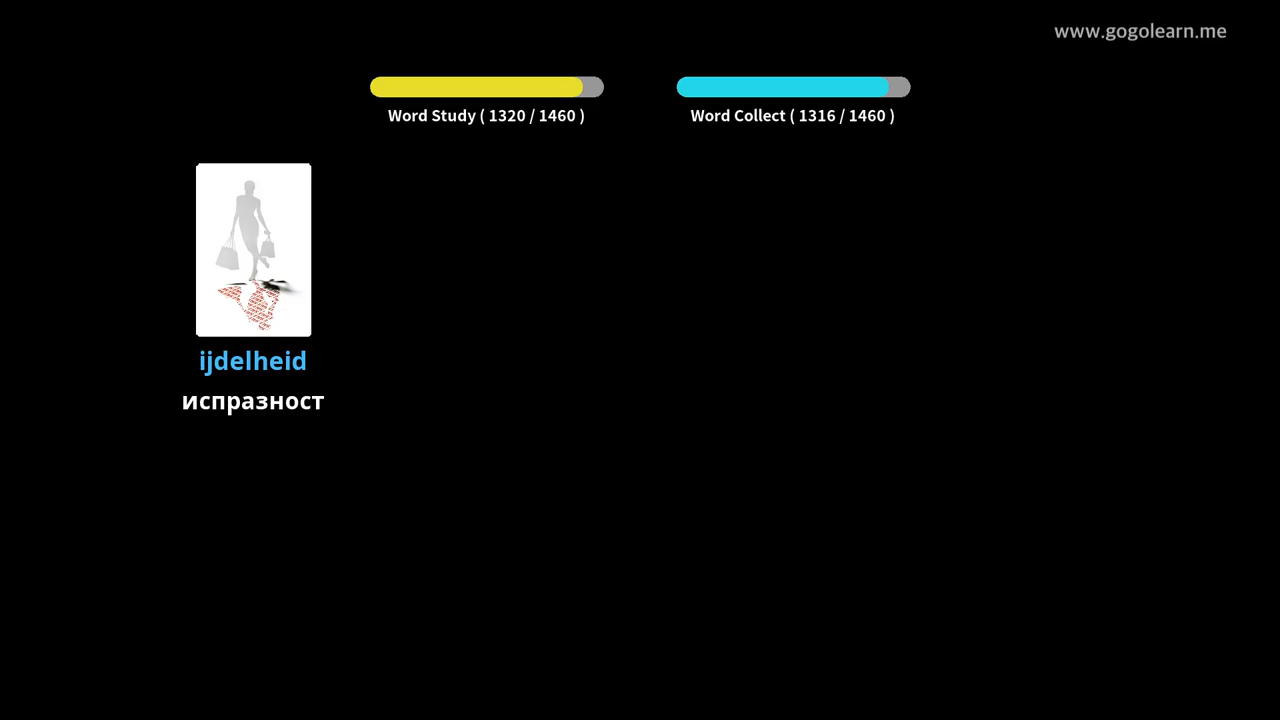 www.gogolearn.me
Word Study ( 1320 / 1460 )
Word Collect ( 1316 / 1460 )
ijdelheid
испразност